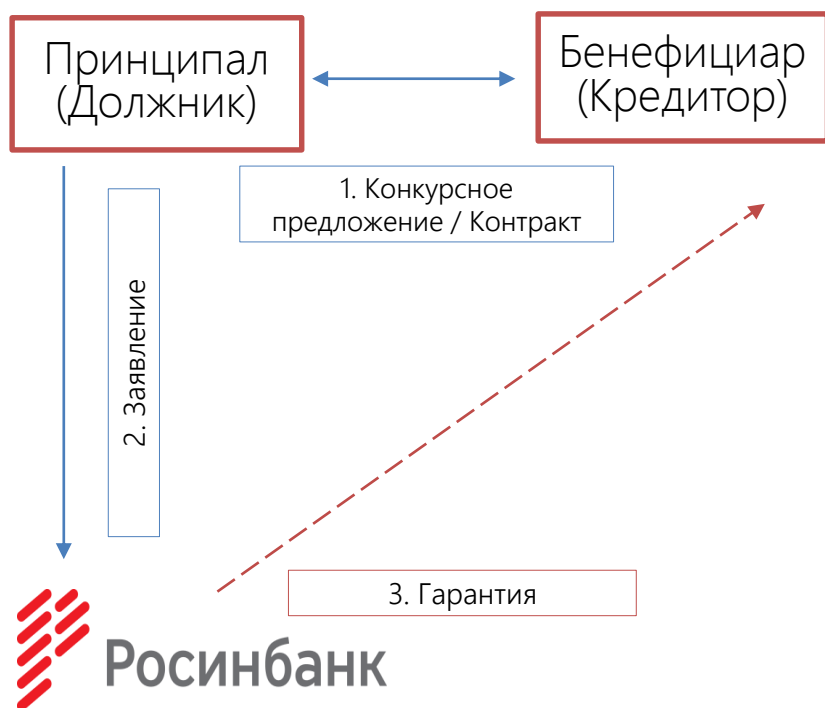 Принципал
(Должник)
Бенефициар
(Кредитор)
1. Конкурсное
предложение / Контракт
2. Заявление
3. Гарантия
Росинбанк